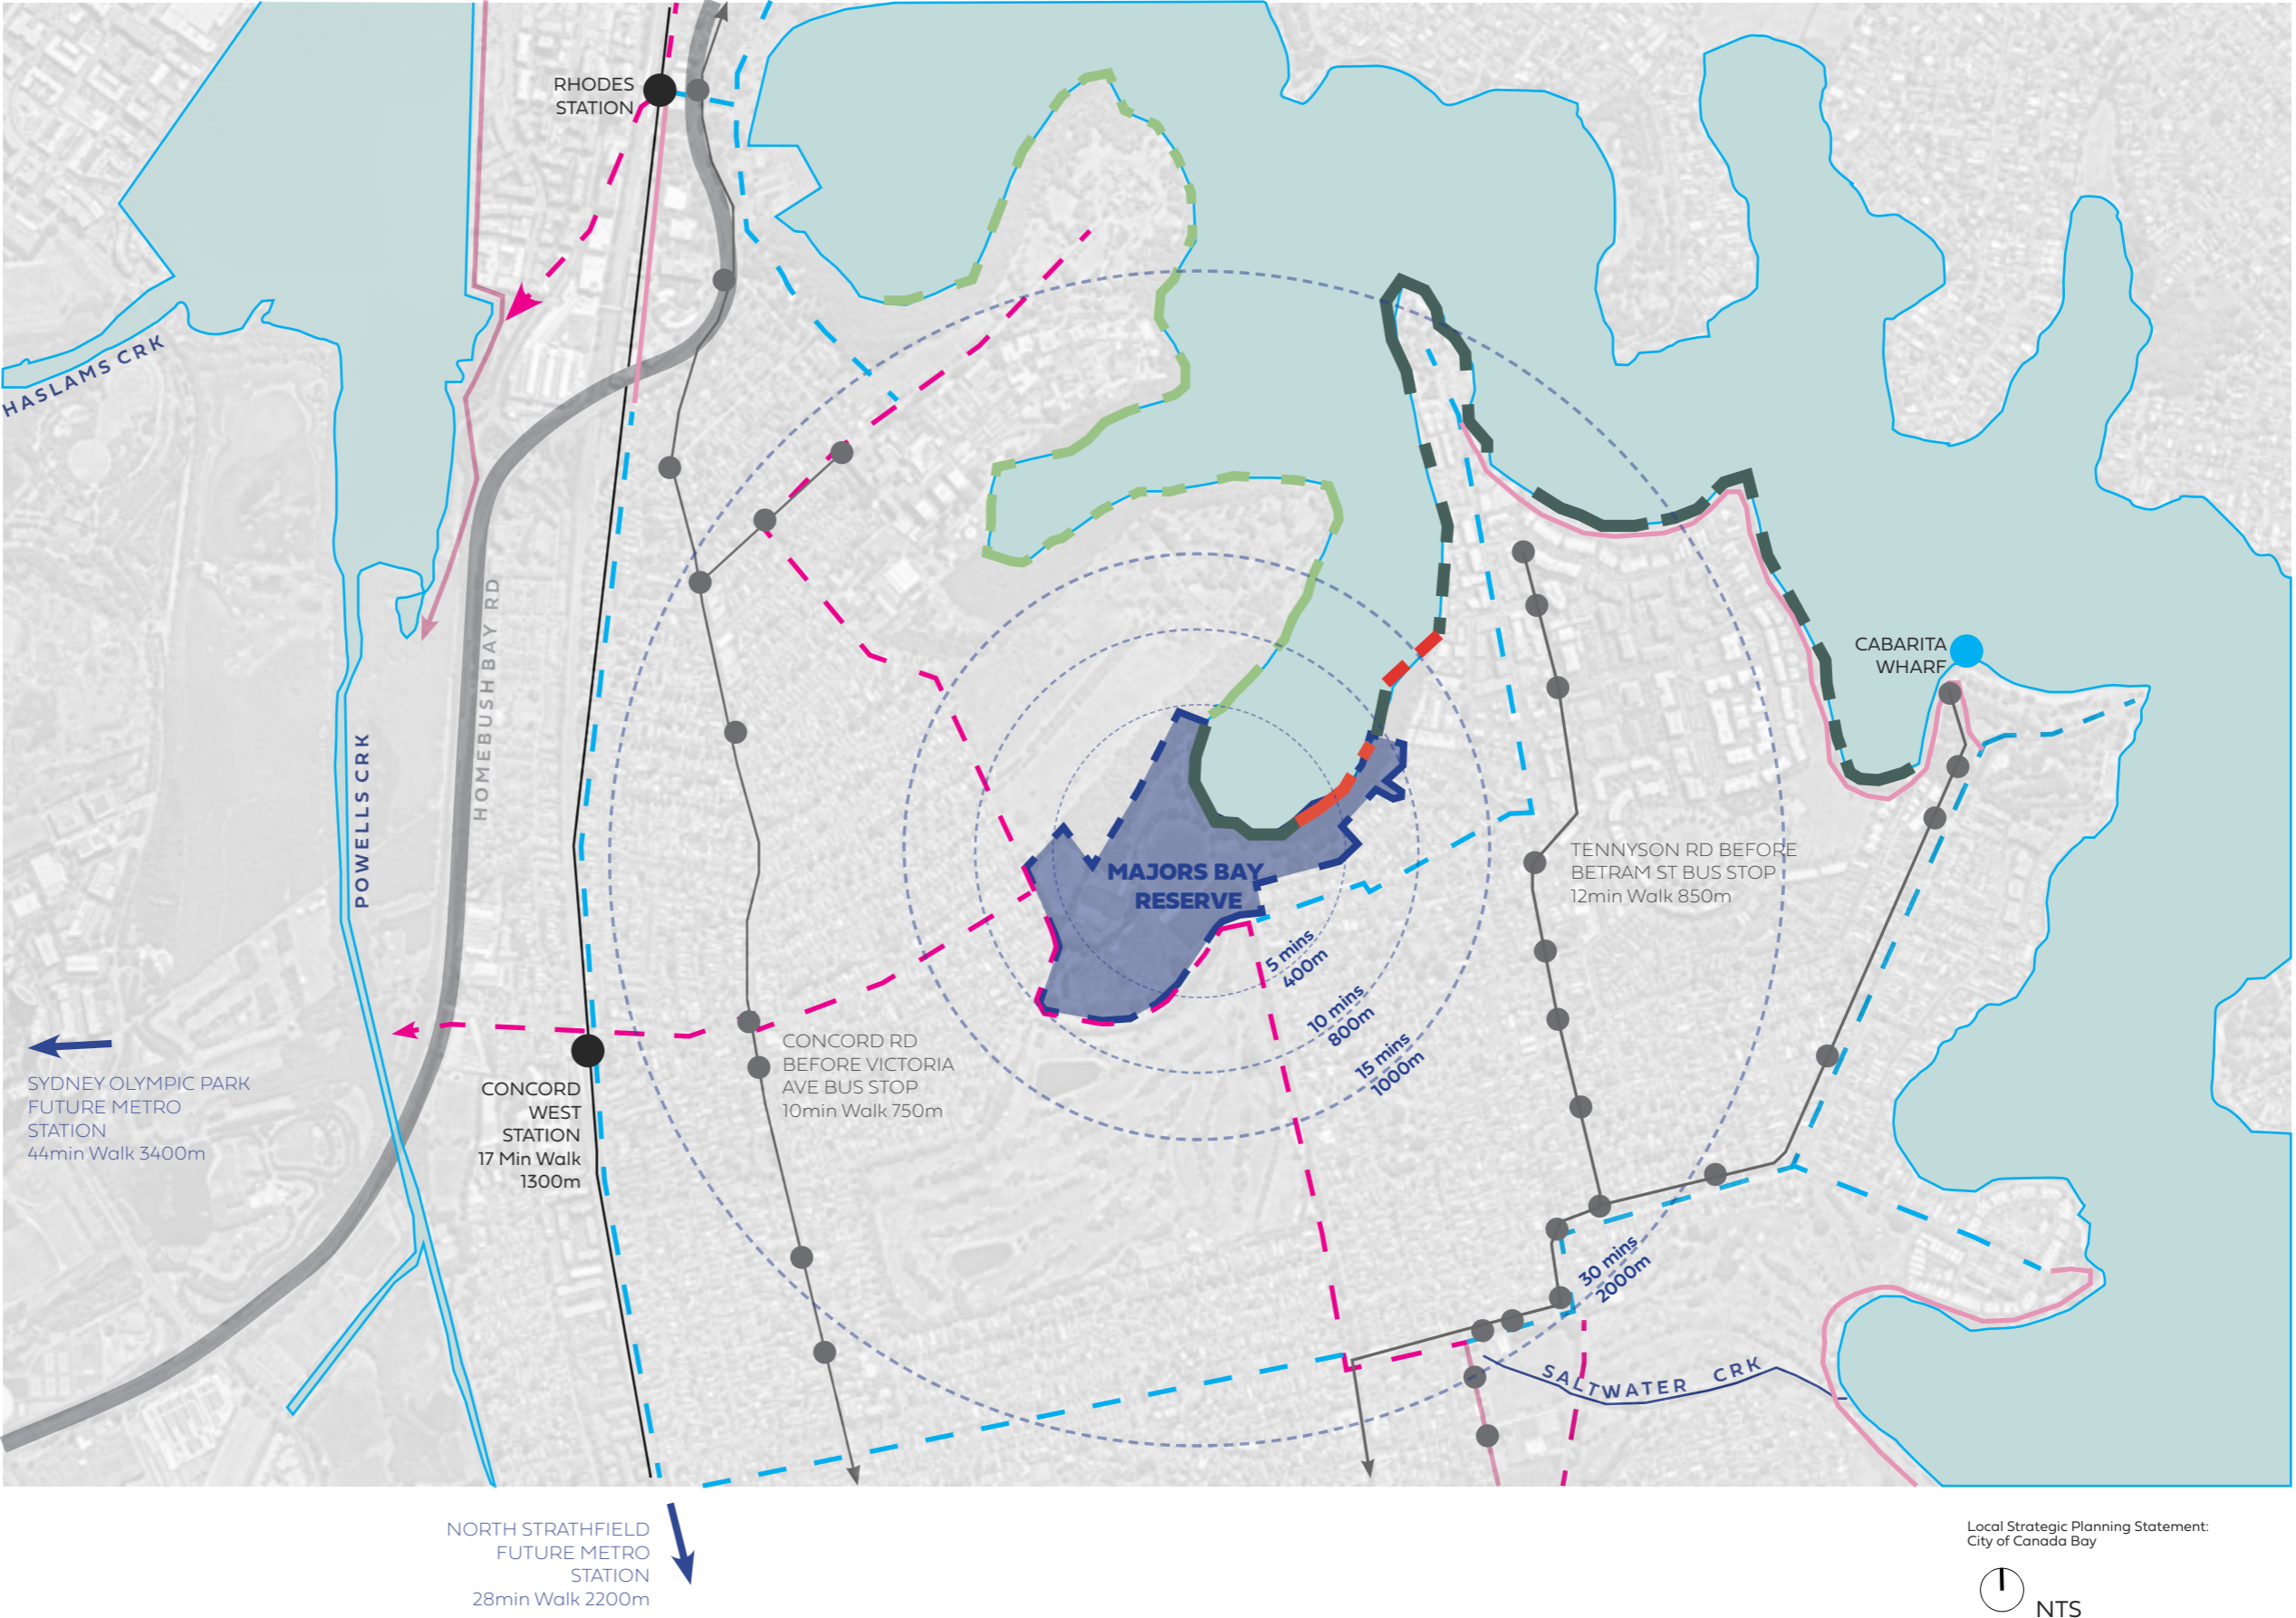 RHODES
STATION
HASLAMS CRK
HOMEBUSHBAY RD
POWELLS CRK
CABARITA
WHARF
MAJORS BAY
RESERVE
TENNYSON RD BEFORE
BETRAM ST BUS STOP
12min Walk 850m
5 mins
400m
10 mins
800m
15 mins
1000m
30 mins
2000m
CONCORD RD
BEFORE VICTORIA
AVE BUS STOP
10min Walk 750m
SYDNEY OLYMPIC PARK
FUTURE METRO
STATION
44min Walk 3400m
CONCORD
WEST
STATION
17 Min Walk
1300m
SALTWATER CRK
NORTH STRATHFIELD
FUTURE METRO
STATION
28min Walk 2200m
Local Strategic Planning Statement:
City of Canada Bay
NTS